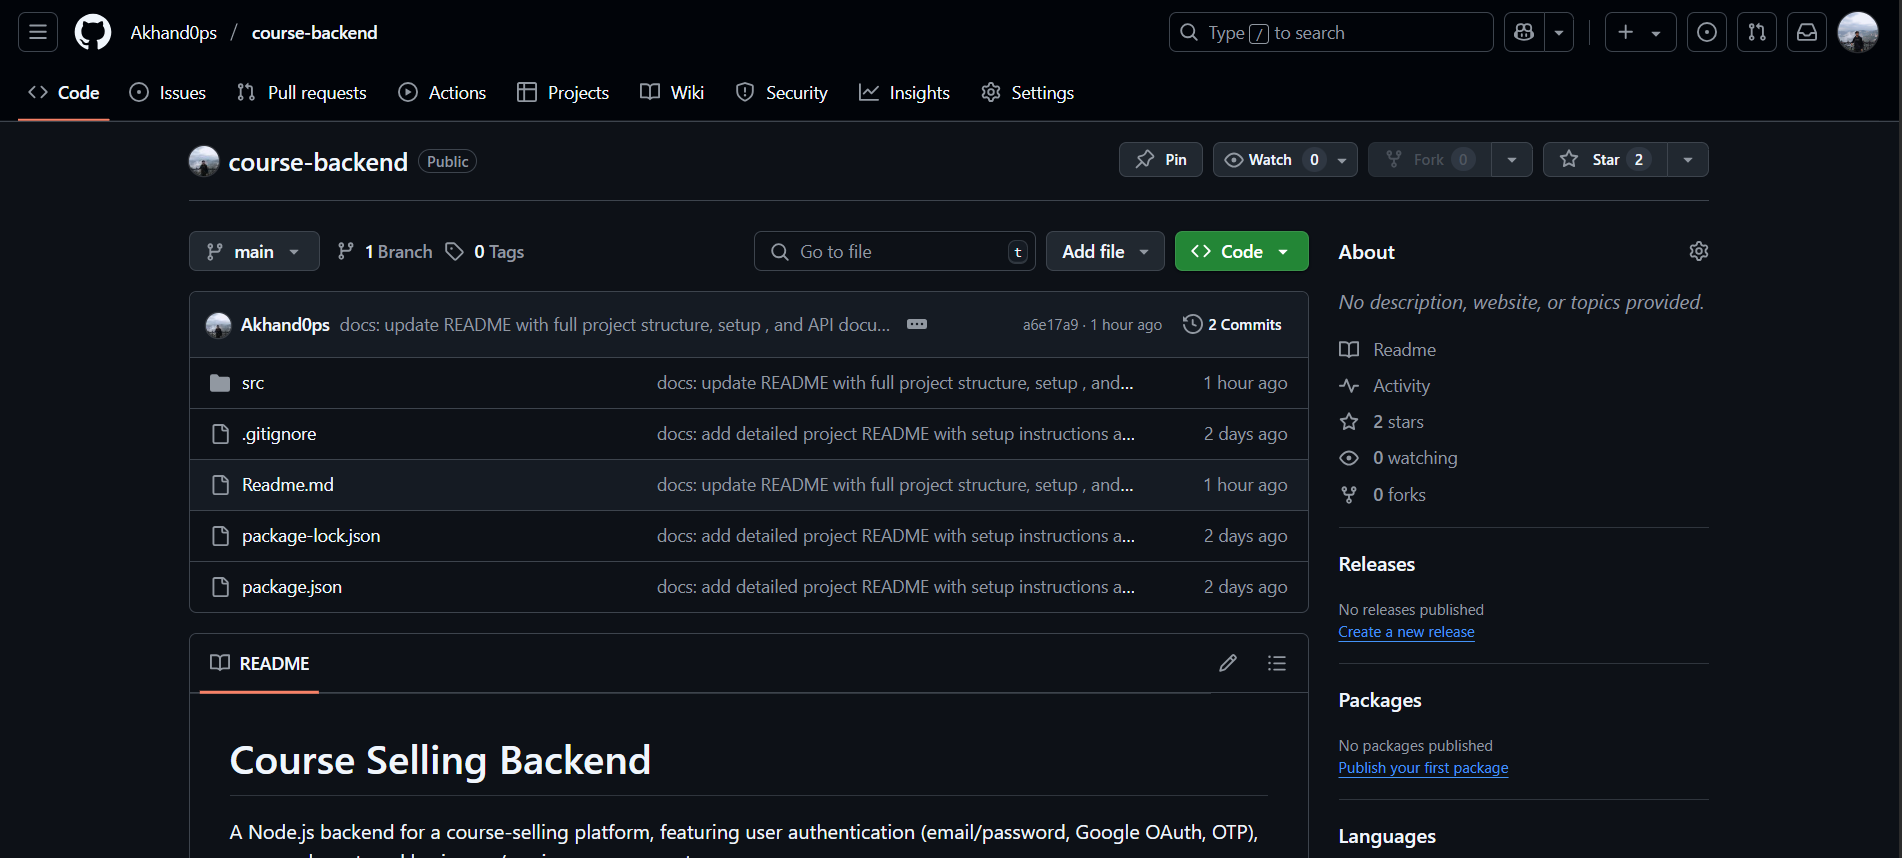 Akhand0ps / course-backend
Type / to search
Code
Issues
Pull requests
Actions
Projects
Wiki
Security
Insights
Settings
course-backend Public
Pin
Watch 0
Fork 0
Star 2
main
1 Branch
0 Tags
Go to file t
Add file
Code
Akhand0ps docs: update README with full project structure, setup , and API docu... a6e17a9 · 1 hour ago 2 Commits
src docs: update README with full project structure, setup , and... 1 hour ago
.gitignore docs: add detailed project README with setup instructions a... 2 days ago
Readme.md docs: update README with full project structure, setup , and... 1 hour ago
package-lock.json docs: add detailed project README with setup instructions a... 2 days ago
package.json docs: add detailed project README with setup instructions a... 2 days ago
README
Course Selling Backend
A Node.js backend for a course-selling platform, featuring user authentication (email/password, Google OAuth, OTP),
About
No description, website, or topics provided.
Readme
Activity
2 stars
0 watching
0 forks
Releases
No releases published
Create a new release
Packages
No packages published
Publish your first package
Languages